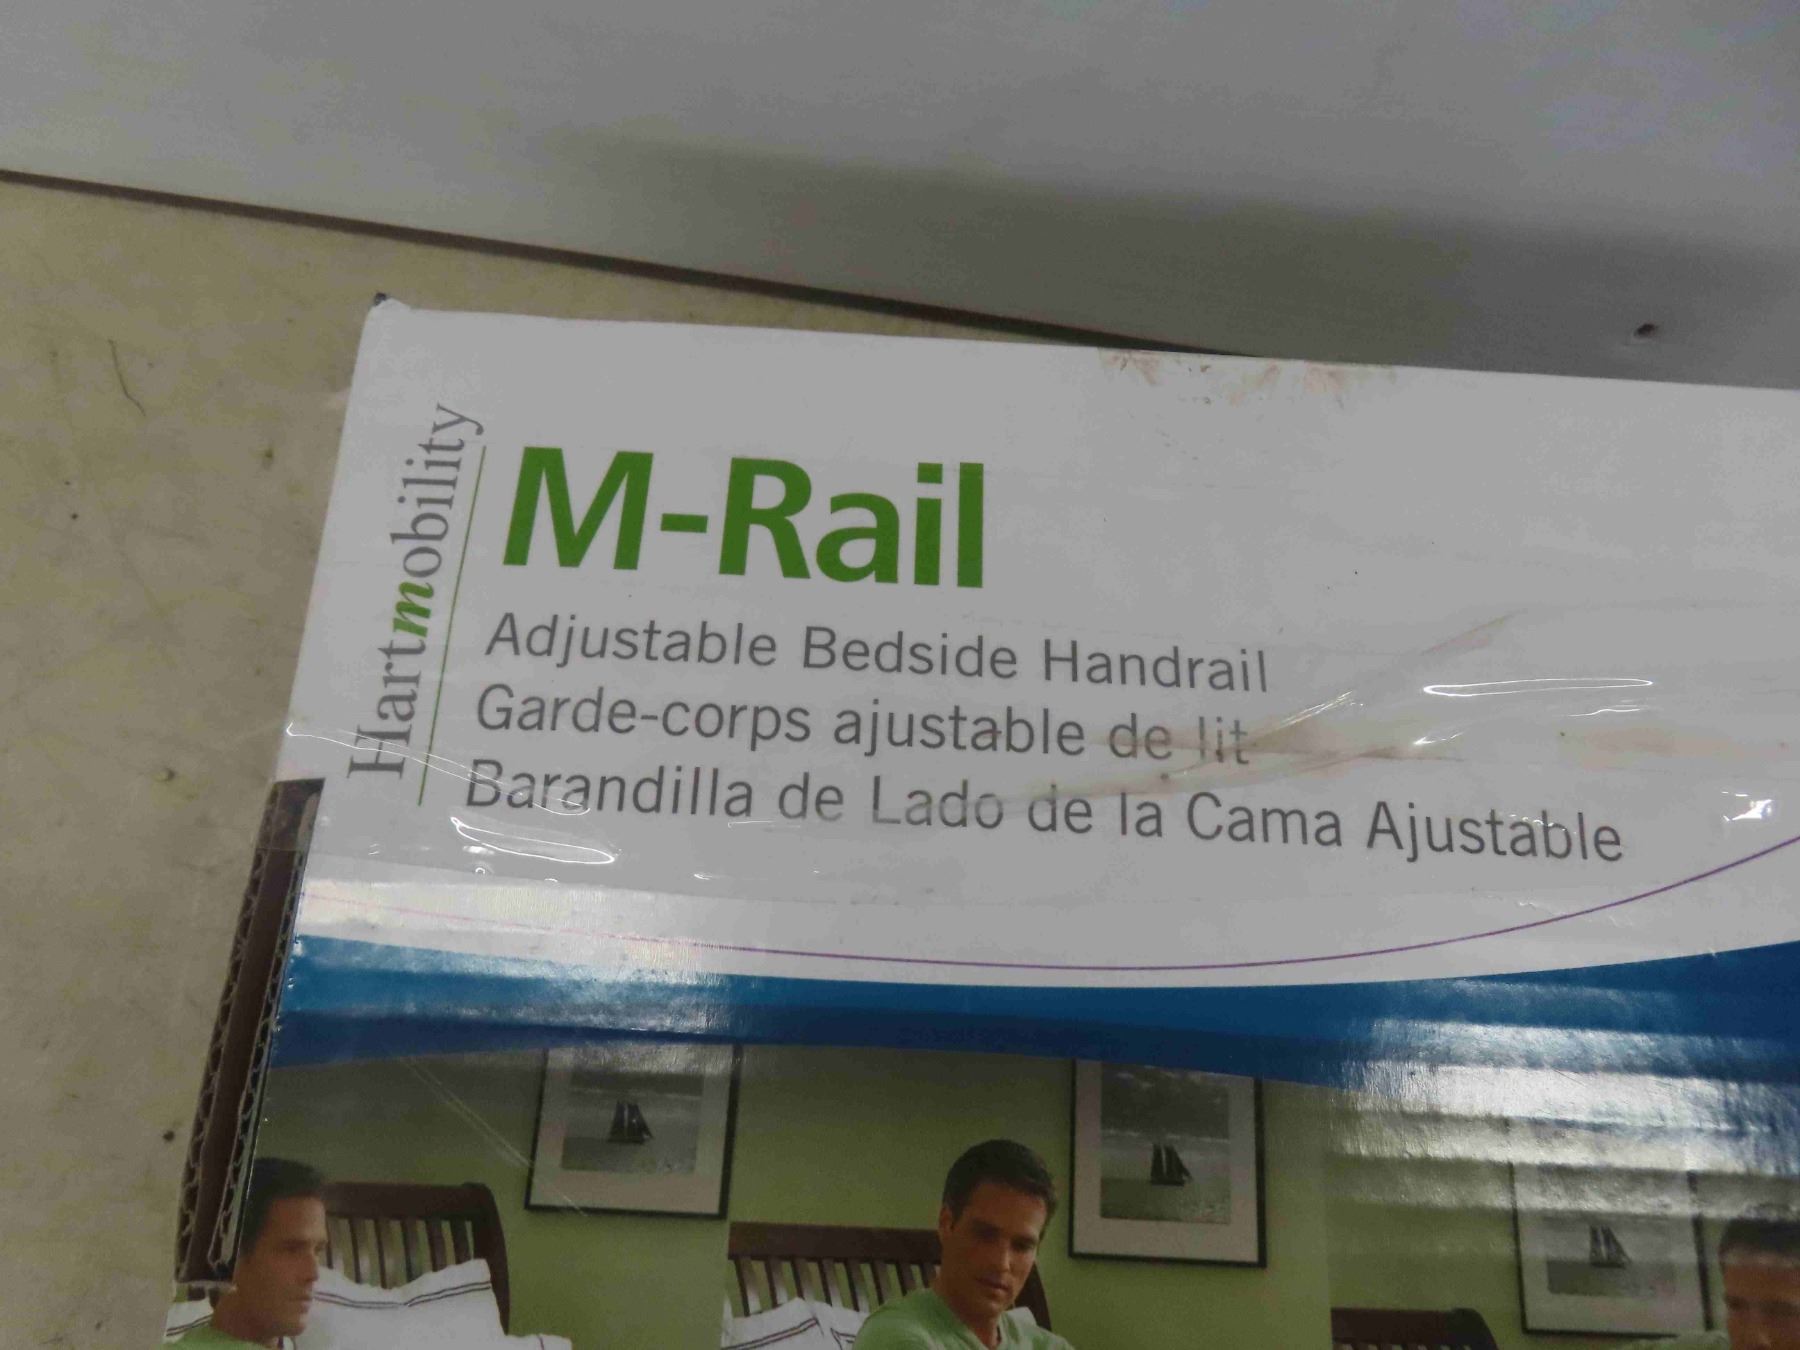 Hartmobility
M-Rail
Adjustable Bedside Handrail
Garde-corps ajustable de lit
Barandilla de Lado de la Cama Ajustable